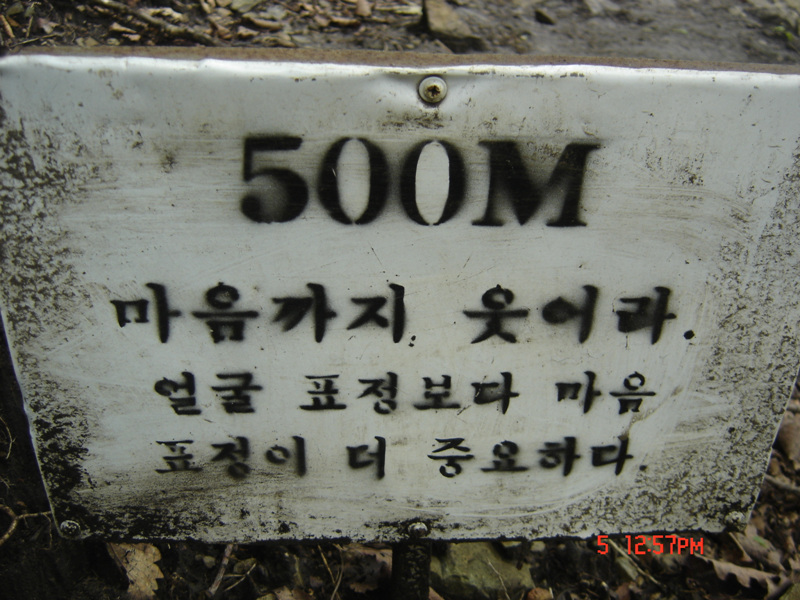 500M
마음까지 웃어라.
얼굴 표정보다 마음
표정이 더 중요하다.
5 12:57PM